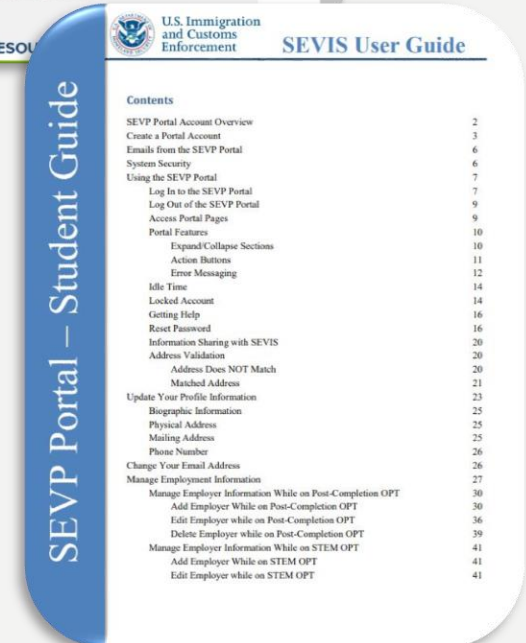 ESOU
U.S. Immigration
and Customs
Enforcement
SEVIS User Guide
SEVP Portal – Student Guide
Contents
SEVP Portal Account Overview 2
Create a Portal Account 3
Emails from the SEVP Portal 6
System Security 6
Using the SEVP Portal 7
Log In to the SEVP Portal 7
Log Out of the SEVP Portal 9
Access Portal Pages 9
Portal Features 10
Expand/Collapse Sections 10
Action Buttons 11
Error Messaging 12
Idle Time 14
Locked Account 14
Getting Help 16
Reset Password 16
Information Sharing with SEVIS 20
Address Validation 20
Address Does NOT Match 20
Matched Address 21
Update Your Profile Information 23
Biographic Information 25
Physical Address 25
Mailing Address 25
Phone Number 26
Change Your Email Address 26
Manage Employment Information 27
Manage Employer Information While on Post-Completion OPT 30
Add Employer While on Post-Completion OPT 30
Edit Employer while on Post-Completion OPT 36
Delete Employer while on Post-Completion OPT 39
Manage Employer Information While on STEM OPT 41
Add Employer While on STEM OPT 41
Edit Employer while on STEM OPT 41